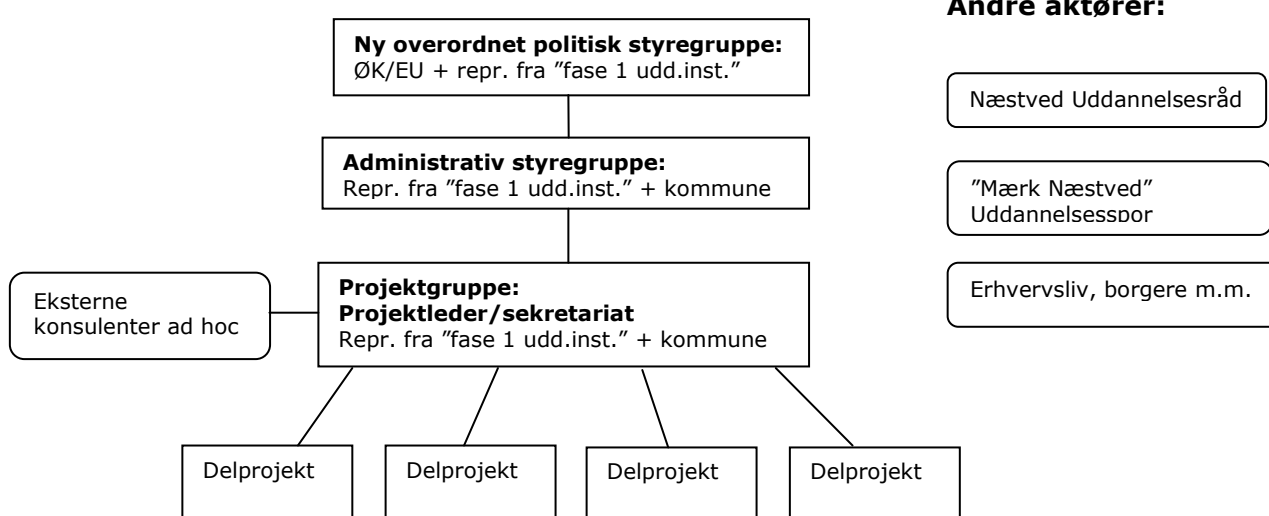 Andre aktører:
Ny overordnet politisk styregruppe:
ØK/EU + repr. fra ”fase 1 udd.inst.”
Næstved Uddannelsesråd
Administrativ styregruppe:
Repr. fra ”fase 1 udd.inst.” + kommune
”Mærk Næstved”
Uddannelsesspor
Projektgruppe:
Projektleder/sekretariat
Repr. fra ”fase 1 udd.inst.” + kommune
Eksterne
konsulenter ad hoc
Erhvervsliv, borgere m.m.
Delprojekt
Delprojekt
Delprojekt
Delprojekt